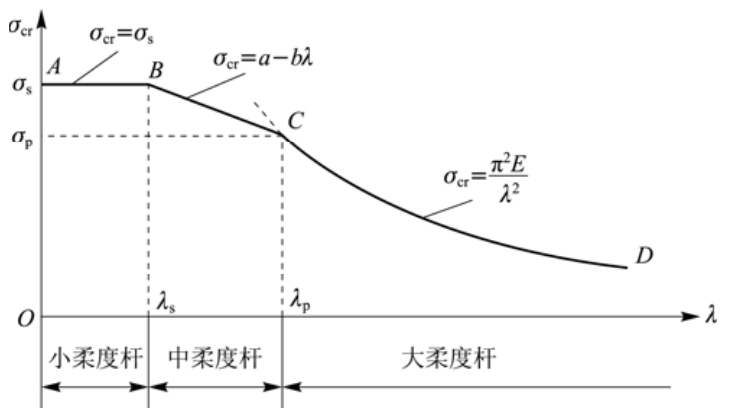 σcr
σcr=σs
σcr=a−bλ
A
B
σs
C
σp
σcr=π²E/λ²
D
O
λs
λp
λ
小柔度杆
中柔度杆
大柔度杆